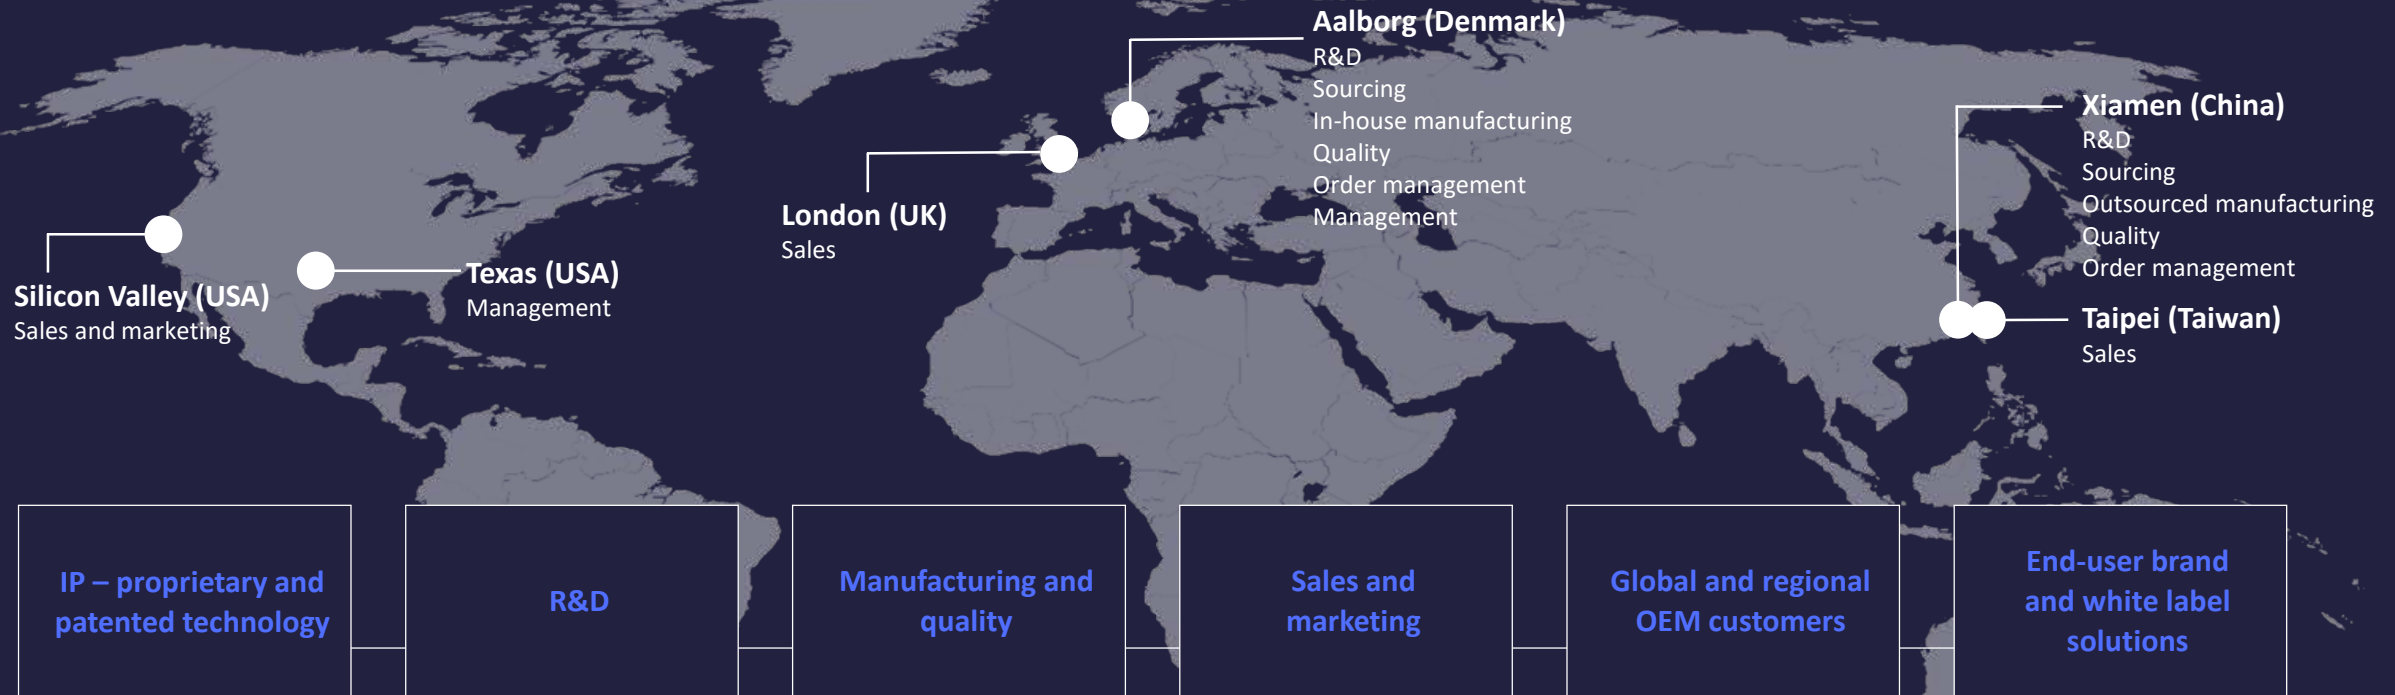 Aalborg (Denmark)
R&D
Sourcing
In-house manufacturing
Quality
Order management
Management
Xiamen (China)
R&D
Sourcing
Outsourced manufacturing
Quality
Order management
London (UK)
Sales
Silicon Valley (USA)
Sales and marketing
Texas (USA)
Management
Taipei (Taiwan)
Sales
IP – proprietary and
patented technology
R&D
Manufacturing and
quality
Sales and
marketing
Global and regional
OEM customers
End-user brand
and white label
solutions